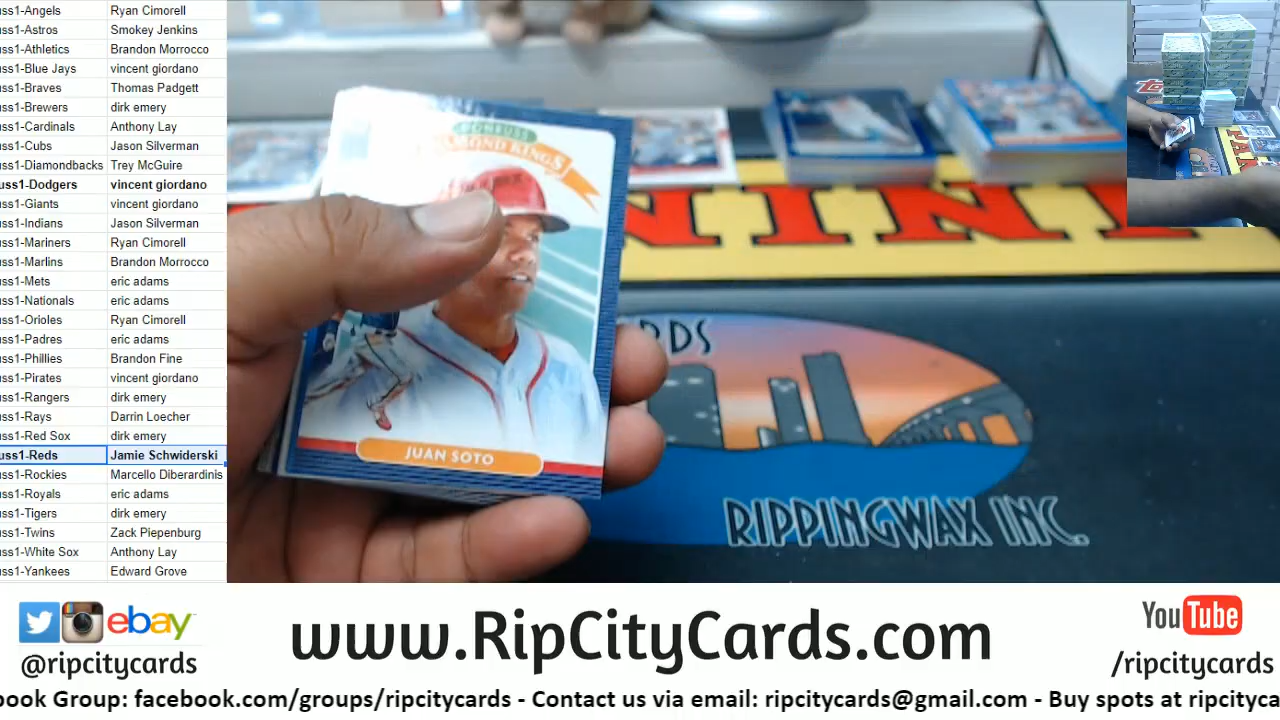 uss1-Angels Ryan Cimorell
uss1-Astros Smokey Jenkins
uss1-Athletics Brandon Morrocco
uss1-Blue Jays vincent giordano
uss1-Braves Thomas Padgett
uss1-Brewers dirk emery
uss1-Cardinals Anthony Lay
uss1-Cubs Jason Silverman
uss1-Diamondbacks Trey McGuire
uss1-Dodgers vincent giordano
uss1-Giants vincent giordano
uss1-Indians Jason Silverman
uss1-Mariners Ryan Cimorell
uss1-Marlins Brandon Morrocco
uss1-Mets eric adams
uss1-Nationals eric adams
uss1-Orioles Ryan Cimorell
uss1-Padres eric adams
uss1-Phillies Brandon Fine
uss1-Pirates vincent giordano
uss1-Rangers dirk emery
uss1-Rays Darrin Loecher
uss1-Red Sox dirk emery
uss1-Reds Jamie Schwiderski
uss1-Rockies Marcello Diberardinis
uss1-Royals eric adams
uss1-Tigers dirk emery
uss1-Twins Zack Piepenburg
uss1-White Sox Anthony Lay
uss1-Yankees Edward Grove
DONRUSS
AMOND KINGS
JUAN SOTO
NINI
RDS
RIPPINGWAX INC.
ebay
@ripcitycards
www.RipCityCards.com
YouTube
/ripcitycards
book Group: facebook.com/groups/ripcitycards - Contact us via email: ripcitycards@gmail.com - Buy spots at ripcityca